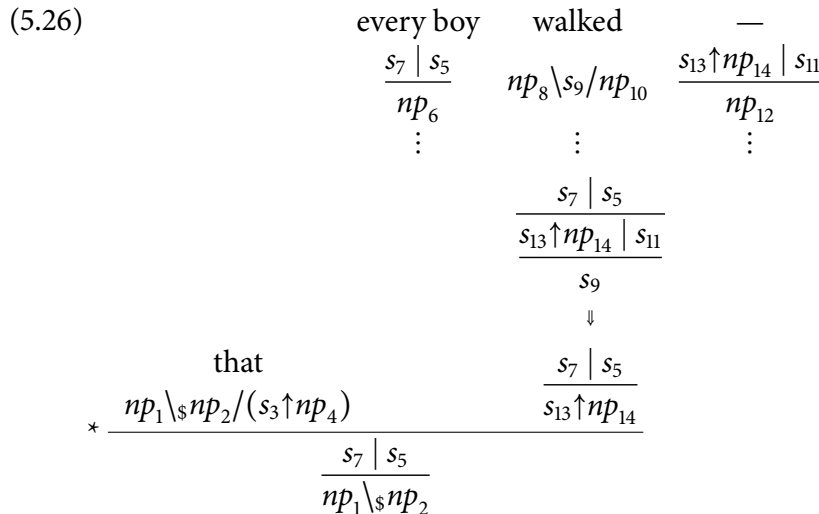 (5.26) every boy walked —
s₇ | s₅ s₁₃↑np₁₄ | s₁₁
np₈\s₉/np₁₀
np₆ np₁₂
⋮ ⋮ ⋮
s₇ | s₅
s₁₃↑np₁₄ | s₁₁
s₉
⇓
that s₇ | s₅
np₁\$np₂/(s₃↑np₄) s₁₃↑np₁₄
*
s₇ | s₅
np₁\$np₂